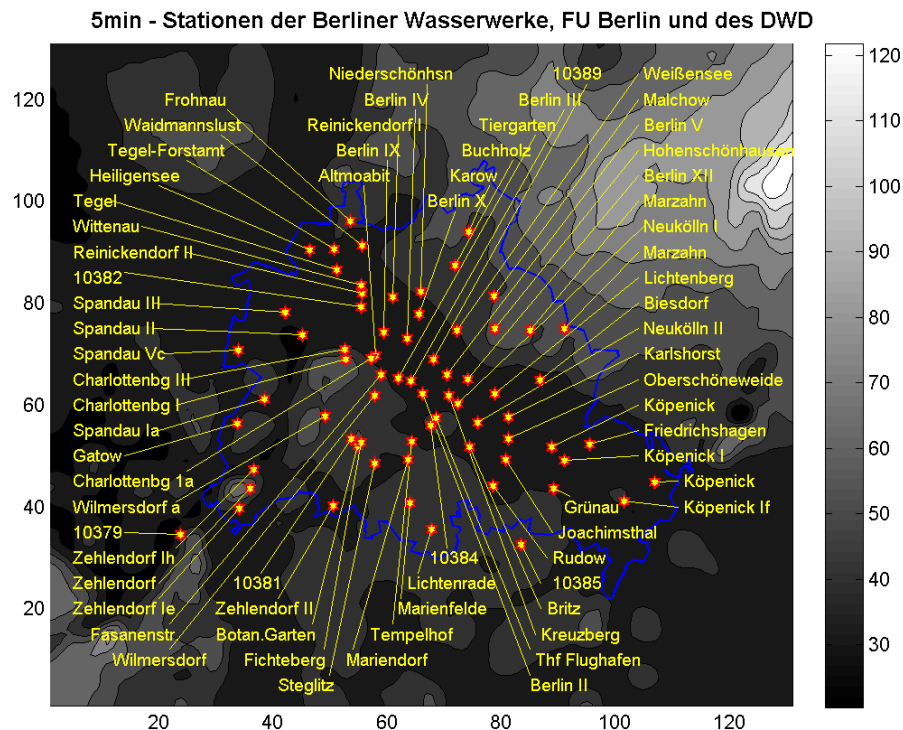 5min - Stationen der Berliner Wasserwerke, FU Berlin und des DWD
Niederschönhsn
10389
Weißensee
Frohnau
Berlin IV
Berlin III
Malchow
Waidmannslust
Reinickendorf I
Tiergarten
Berlin V
Tegel-Forstamt
Berlin IX
Buchholz
Hohenschönhausen
Heiligensee
Altmoabit
Karow
Berlin XII
Tegel
Berlin X
Marzahn
Wittenau
Neukölln I
Reinickendorf II
Marzahn
10382
Lichtenberg
Spandau III
Biesdorf
Spandau II
Neukölln II
Spandau Vc
Karlshorst
Charlottenbg III
Oberschöneweide
Charlottenbg I
Köpenick
Spandau Ia
Friedrichshagen
Gatow
Köpenick I
Charlottenbg 1a
Köpenick
Wilmersdorf a
Grünau
Köpenick If
10379
Joachimsthal
Zehlendorf Ih
10384
Rudow
Zehlendorf
10381
Lichtenrade
10385
Zehlendorf Ie
Zehlendorf II
Marienfelde
Britz
Fasanenstr.
Botan.Garten
Tempelhof
Kreuzberg
Wilmersdorf
Fichteberg
Mariendorf
Thf Flughafen
Steglitz
Berlin II
120
100
80
60
40
20
20
40
60
80
100
120
120
110
100
90
80
70
60
50
40
30